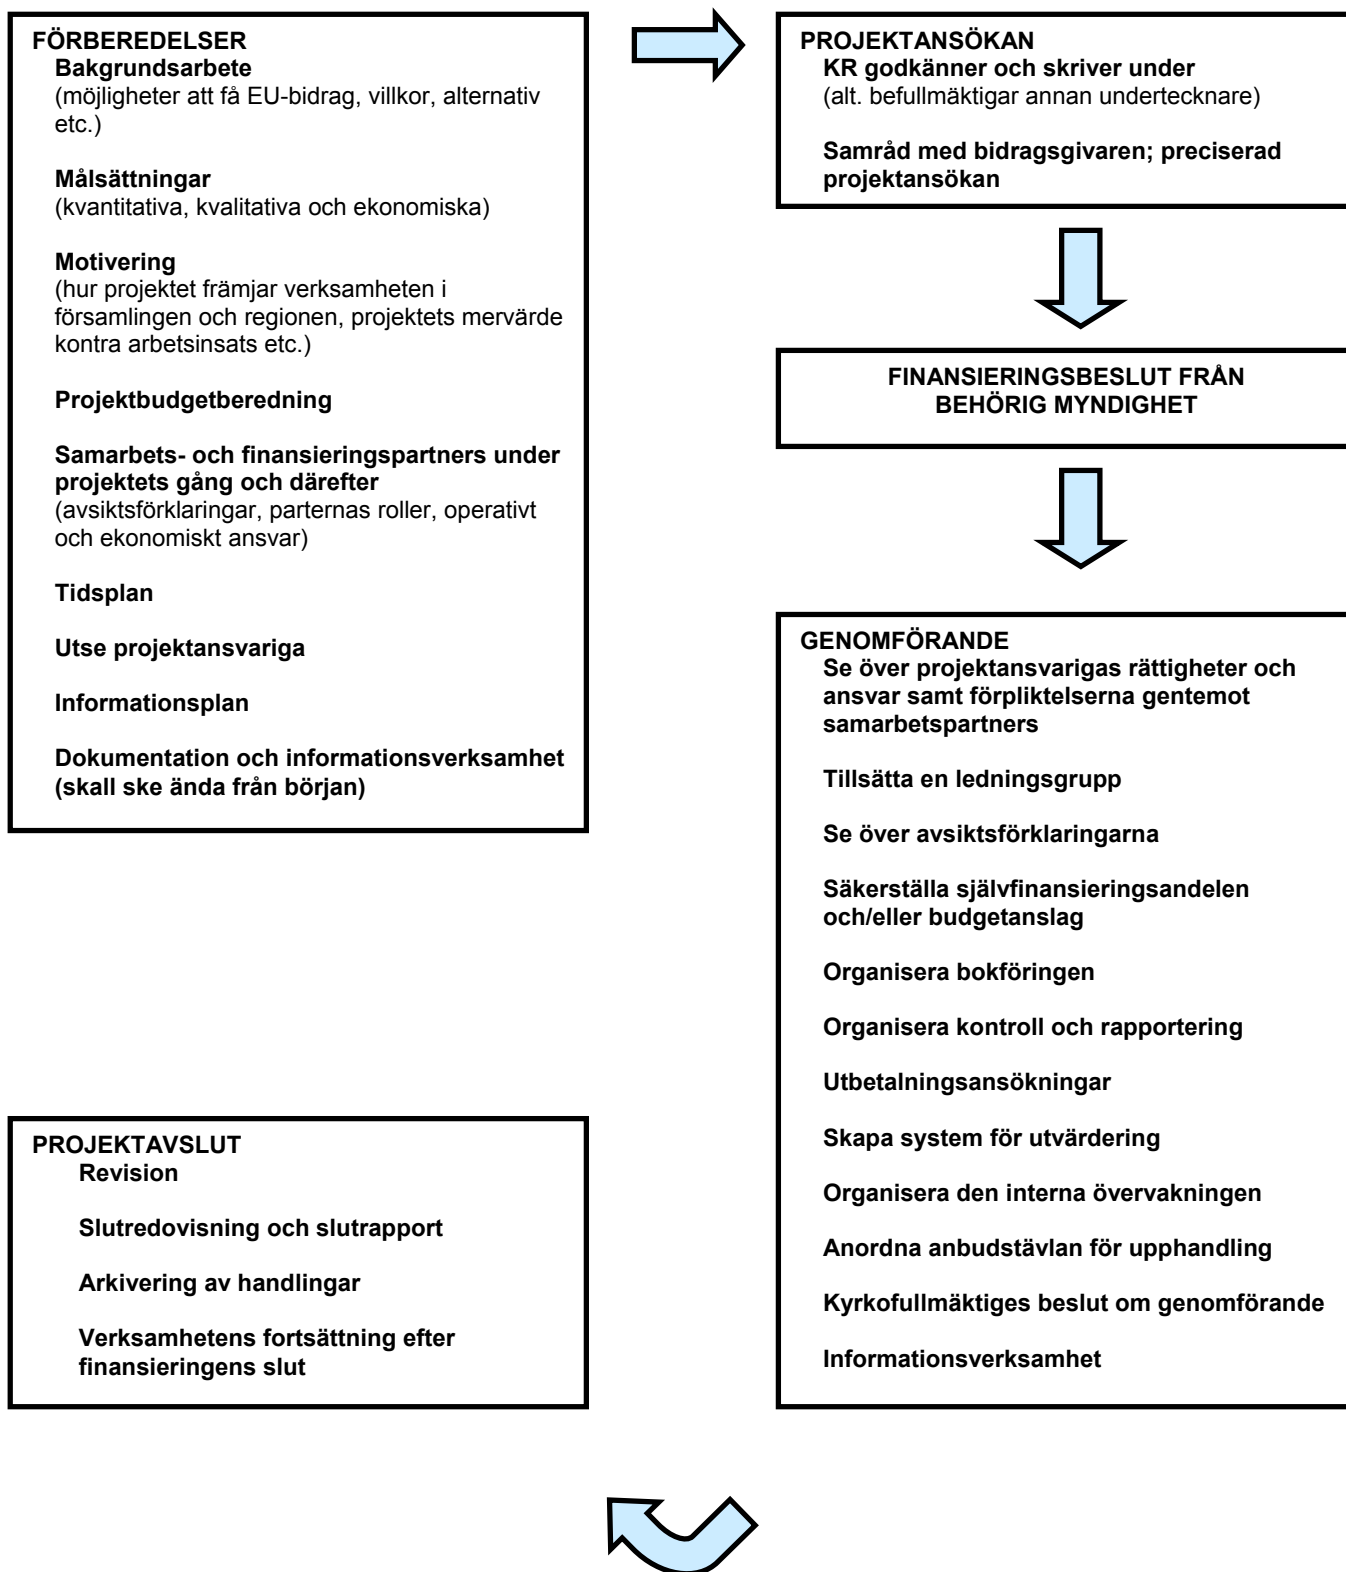 FÖRBEREDELSER
Bakgrundsarbete
(möjligheter att få EU-bidrag, villkor, alternativ
etc.)
Målsättningar
(kvantitativa, kvalitativa och ekonomiska)
Motivering
(hur projektet främjar verksamheten i
församlingen och regionen, projektets mervärde
kontra arbetsinsats etc.)
Projektbudgetberedning
Samarbets- och finansieringspartners under
projektets gång och därefter
(avsiktsförklaringar, parternas roller, operativt
och ekonomiskt ansvar)
Tidsplan
Utse projektansvariga
Informationsplan
Dokumentation och informationsverksamhet
(skall ske ända från början)
PROJEKTANSÖKAN
KR godkänner och skriver under
(alt. befullmäktigar annan undertecknare)
Samråd med bidragsgivaren; preciserad
projektansökan
FINANSIERINGSBESLUT FRÅN
BEHÖRIG MYNDIGHET
GENOMFÖRANDE
Se över projektansvarigas rättigheter och
ansvar samt förpliktelserna gentemot
samarbetspartners
Tillsätta en ledningsgrupp
Se över avsiktsförklaringarna
Säkerställa självfinansieringsandelen
och/eller budgetanslag
Organisera bokföringen
Organisera kontroll och rapportering
Utbetalningsansökningar
Skapa system för utvärdering
Organisera den interna övervakningen
Anordna anbudstävlan för upphandling
Kyrkofullmäktiges beslut om genomförande
Informationsverksamhet
PROJEKTAVSLUT
Revision
Slutredovisning och slutrapport
Arkivering av handlingar
Verksamhetens fortsättning efter
finansieringens slut